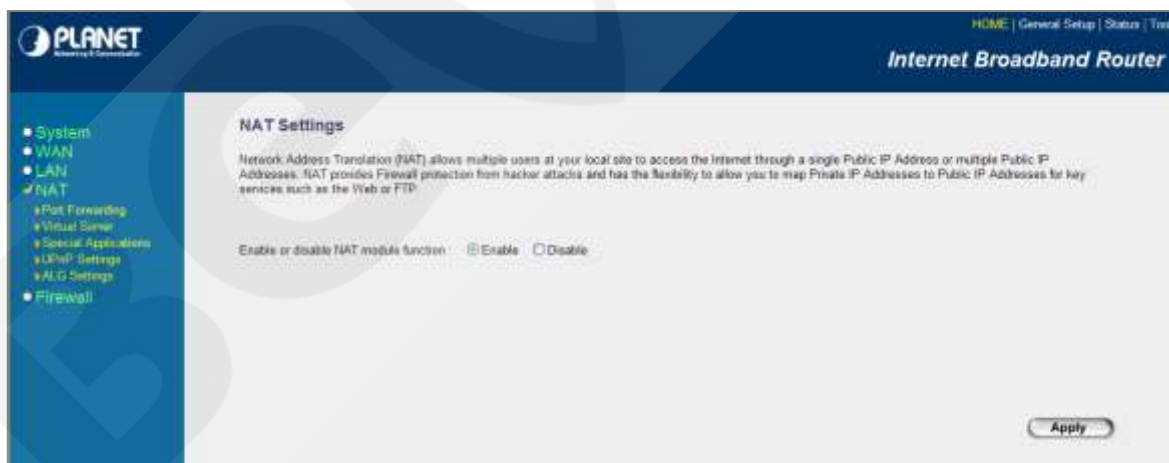 PLANET
Networking & Communication
HOME | General Setup | Status |
Internet Broadband Router
System
WAN
LAN
NAT
Port Forwarding
Virtual Server
Special Applications
UPnP Settings
ALG Settings
Firewall
NAT Settings
Network Address Translation (NAT) allows multiple users at your local site to access the Internet through a single Public IP Address or multiple Public IP
Addresses. NAT provides Firewall protection from hacker attacks and has the flexibility to allow you to map Private IP Addresses to Public IP Addresses for key
services such as the Web or FTP.
Enable or disable NAT module function : Enable Disable
Apply